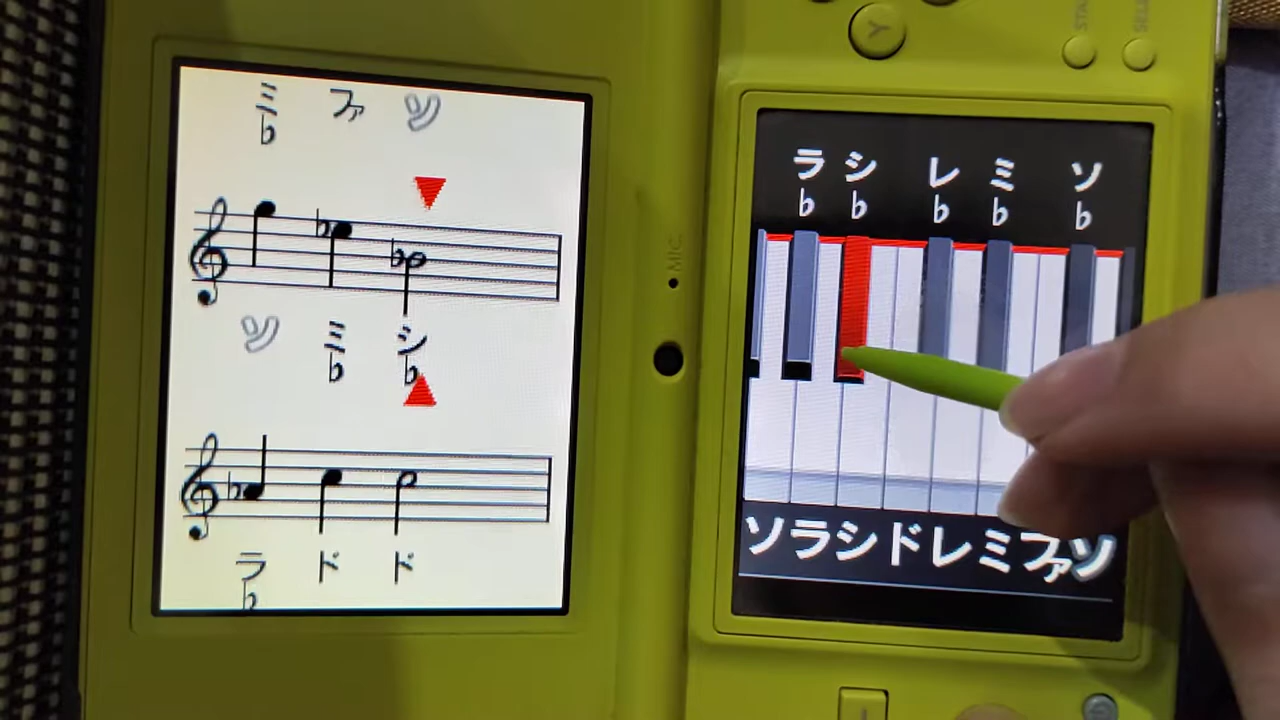 ミ ファ ソ
♭
ソ ミ シ
♭ ♭
ラ ド ド
♭
Y
MIC.
ラ シ レ ミ ソ
♭ ♭ ♭ ♭ ♭
ソラシドレミファソ